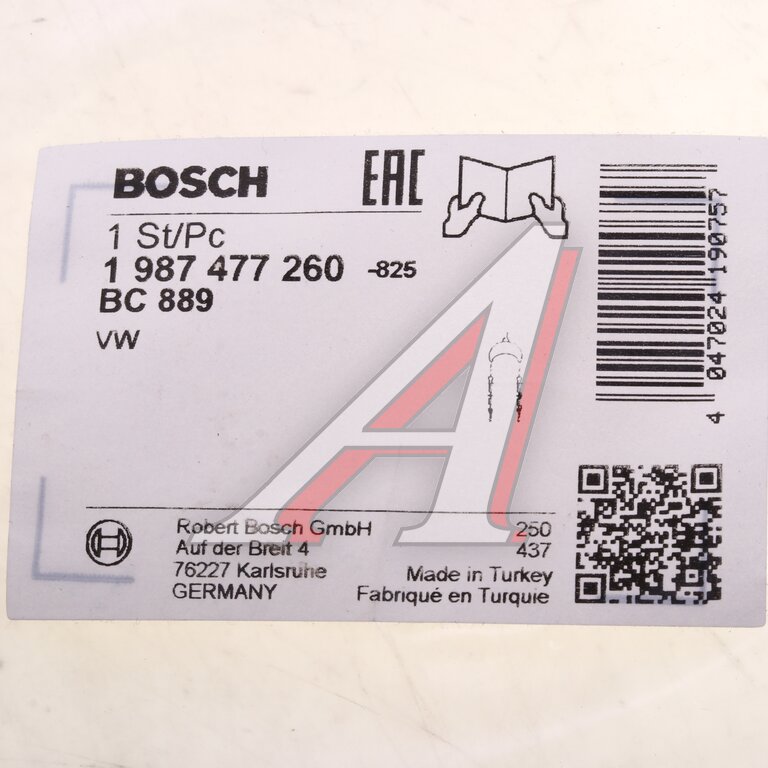 BOSCH
EAC
1 St/Pc
1 987 477 260 -825
BC 889
VW
4 047024 190757
Robert Bosch GmbH
Auf der Breit 4
76227 Karlsruhe
GERMANY
250
437
Made in Turkey
Fabriqué en Turquie